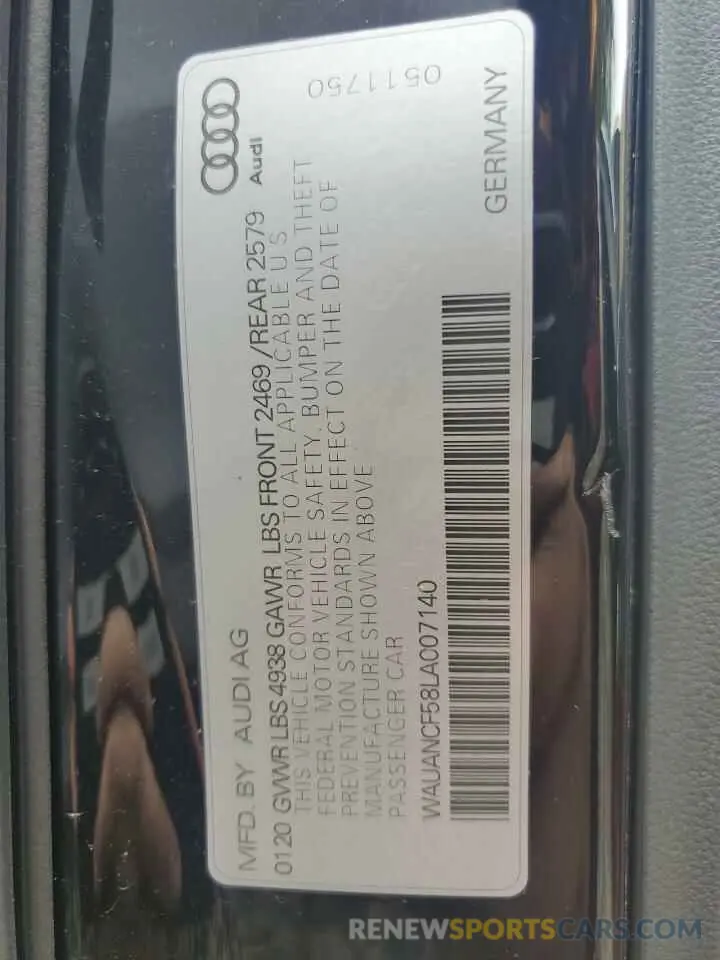 MFD. BY AUDI AG
0120 GVWR LBS 4938 GAWR LBS FRONT 2469 /REAR 2579
Audi
THIS VEHICLE CONFORMS TO ALL APPLICABLE U S
FEDERAL MOTOR VEHICLE SAFETY, BUMPER AND THEFT
PREVENTION STANDARDS IN EFFECT ON THE DATE OF
MANUFACTURE SHOWN ABOVE
PASSENGER CAR
WAUANCF58LA007140
GERMANY
0511750
RENEWSPORTSCARS.COM